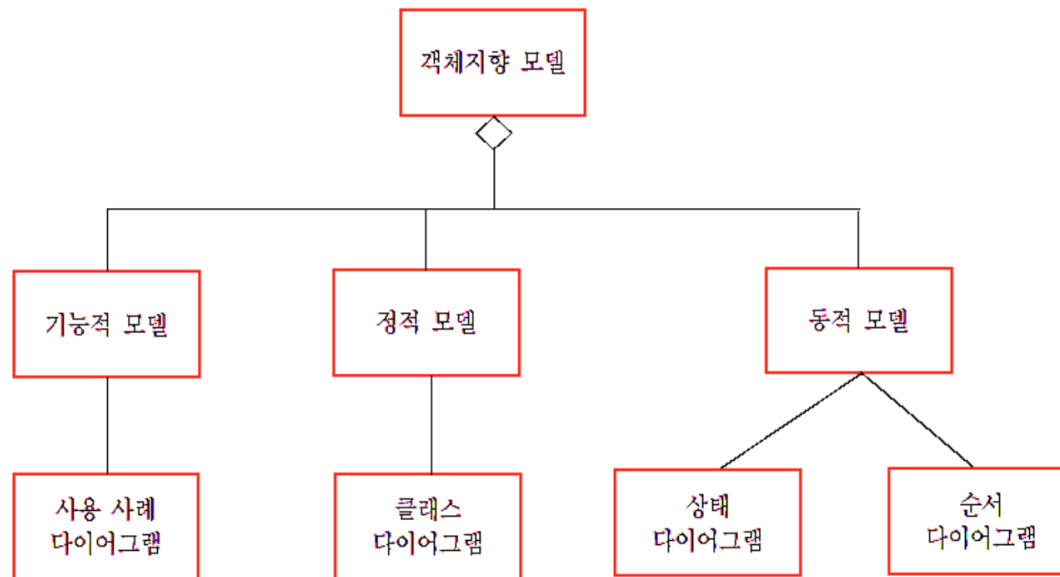 객체지향 모델
기능적 모델
정적 모델
동적 모델
사용 사례
다이어그램
클래스
다이어그램
상태
다이어그램
순서
다이어그램